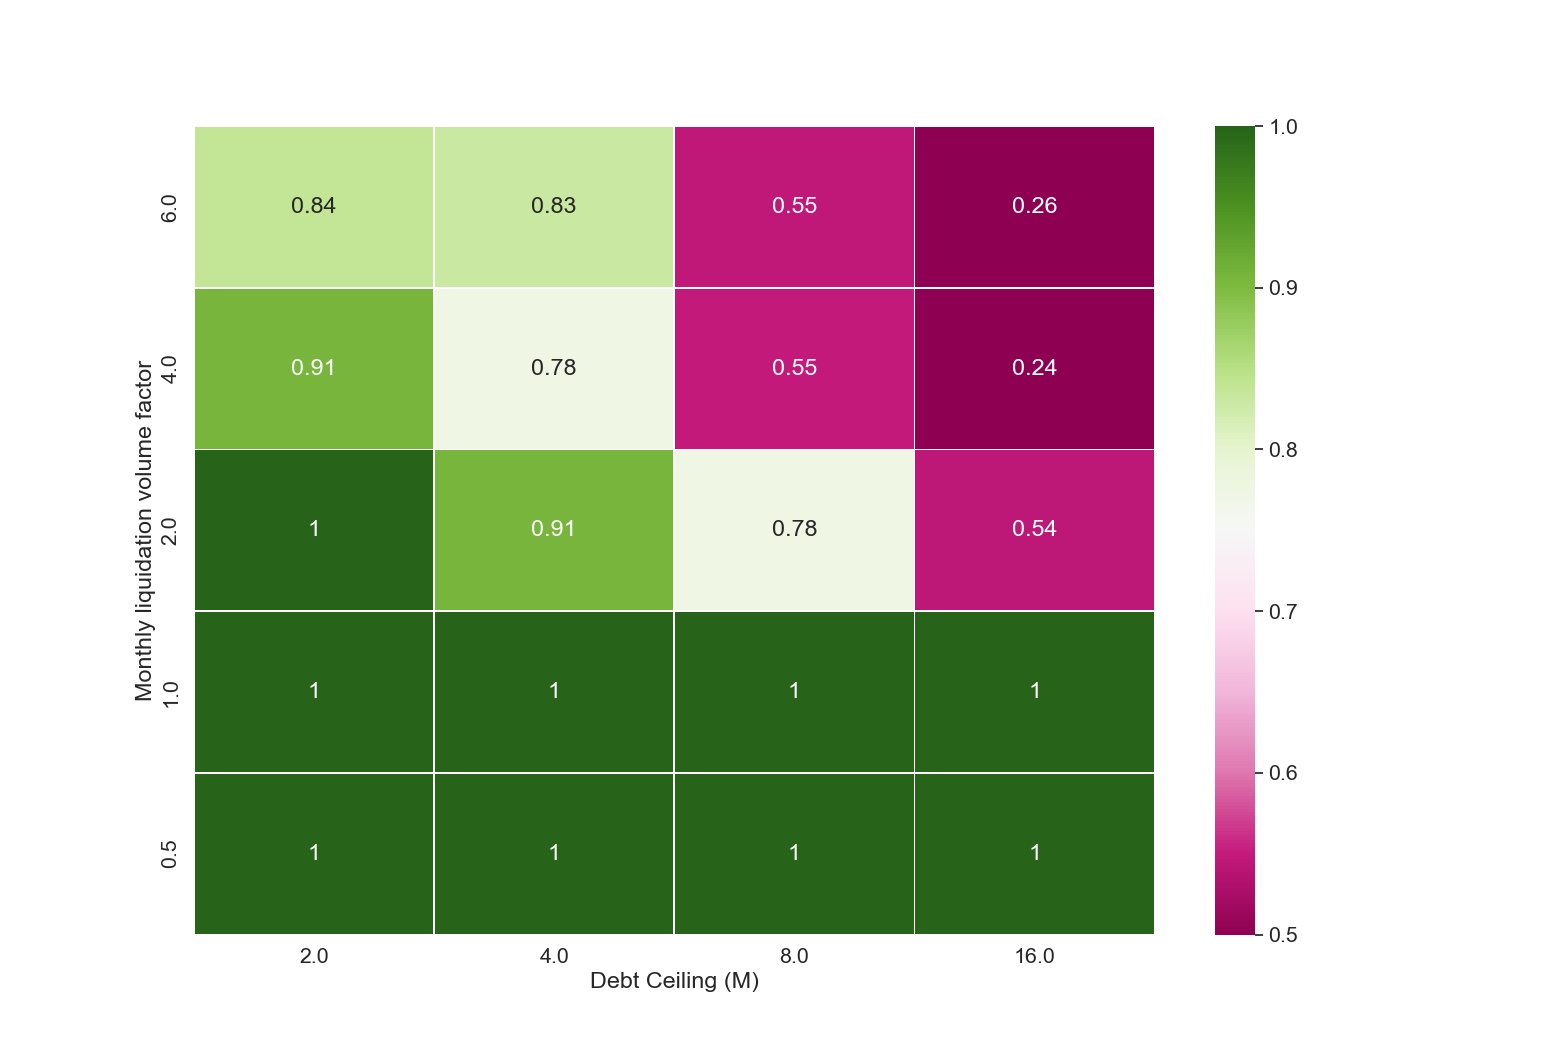 6.0 0.84 0.83 0.55 0.26
4.0 0.91 0.78 0.55 0.24
2.0 1 0.91 0.78 0.54
1.0 1 1 1 1
0.5 1 1 1 1
2.0 4.0 8.0 16.0
Debt Ceiling (M)
Monthly liquidation volume factor
1.0
0.9
0.8
0.7
0.6
0.5